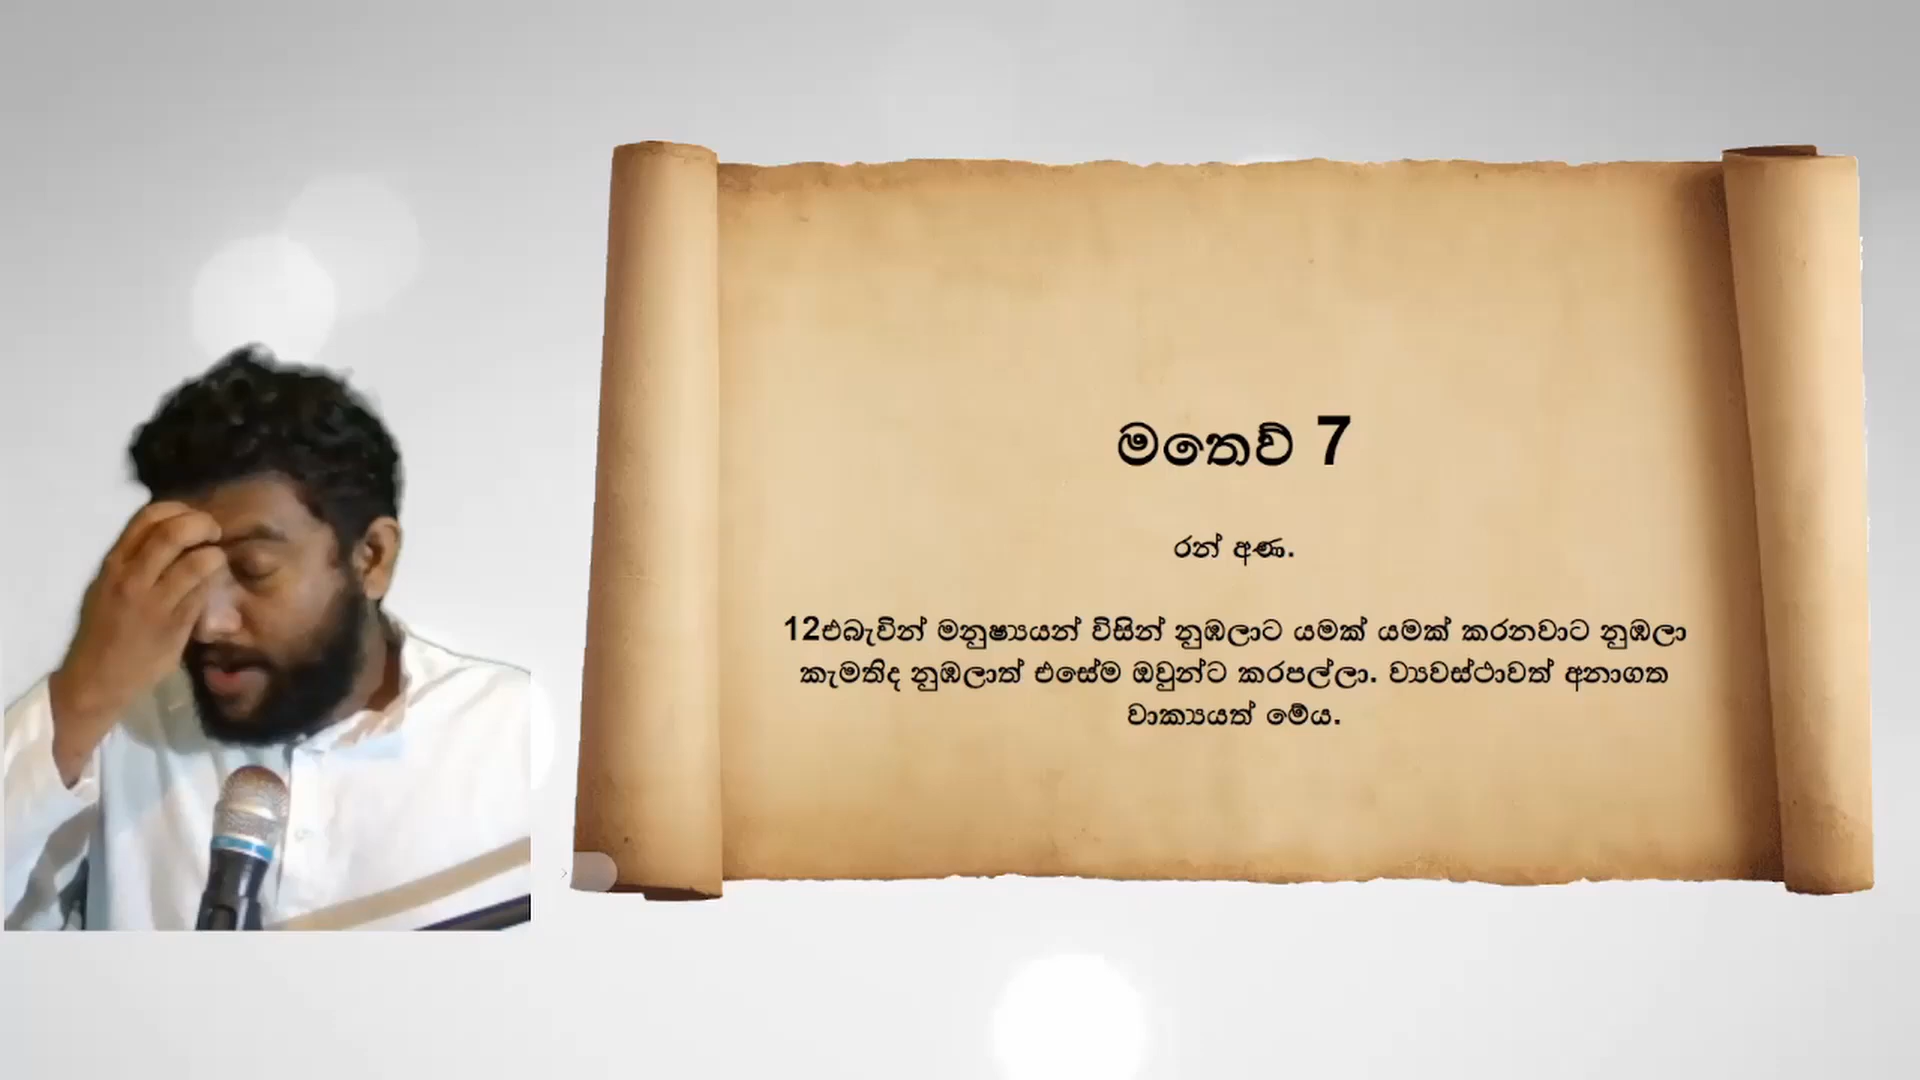 මතෙව් 7
රන් අණ.
12එබැවින් මනුෂ්‍යයන් විසින් නුඹලාට යමක් යමක් කරනවාට නුඹලා
කැමතිද නුඹලාත් එසේම ඔවුන්ට කරපල්ලා. ව්‍යවස්ථාවත් අනාගත
වාක්‍යයත් මේය.